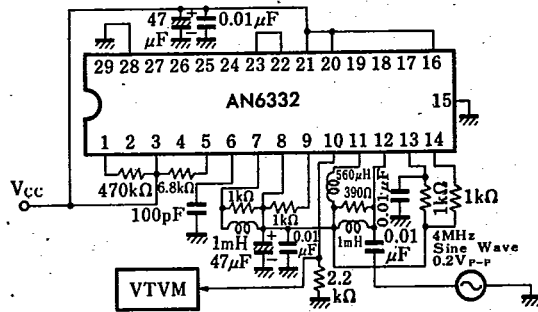 47 μF
0.01μF
29 28 27 26 25 24 23 22 21 20 19 18 17 16
AN6332
15
1 2 3 4 5 6 7 8 9 10 11 12 13 14
Vcc
470kΩ
6.8kΩ
100pF
1kΩ
1mH
47μF
1kΩ
0.01 μF
560μH
390Ω
1mH
0.01μF
0.01 μF
1kΩ
1kΩ
4MHz
Sine Wave
0.2VP-P
2.2 kΩ
VTVM